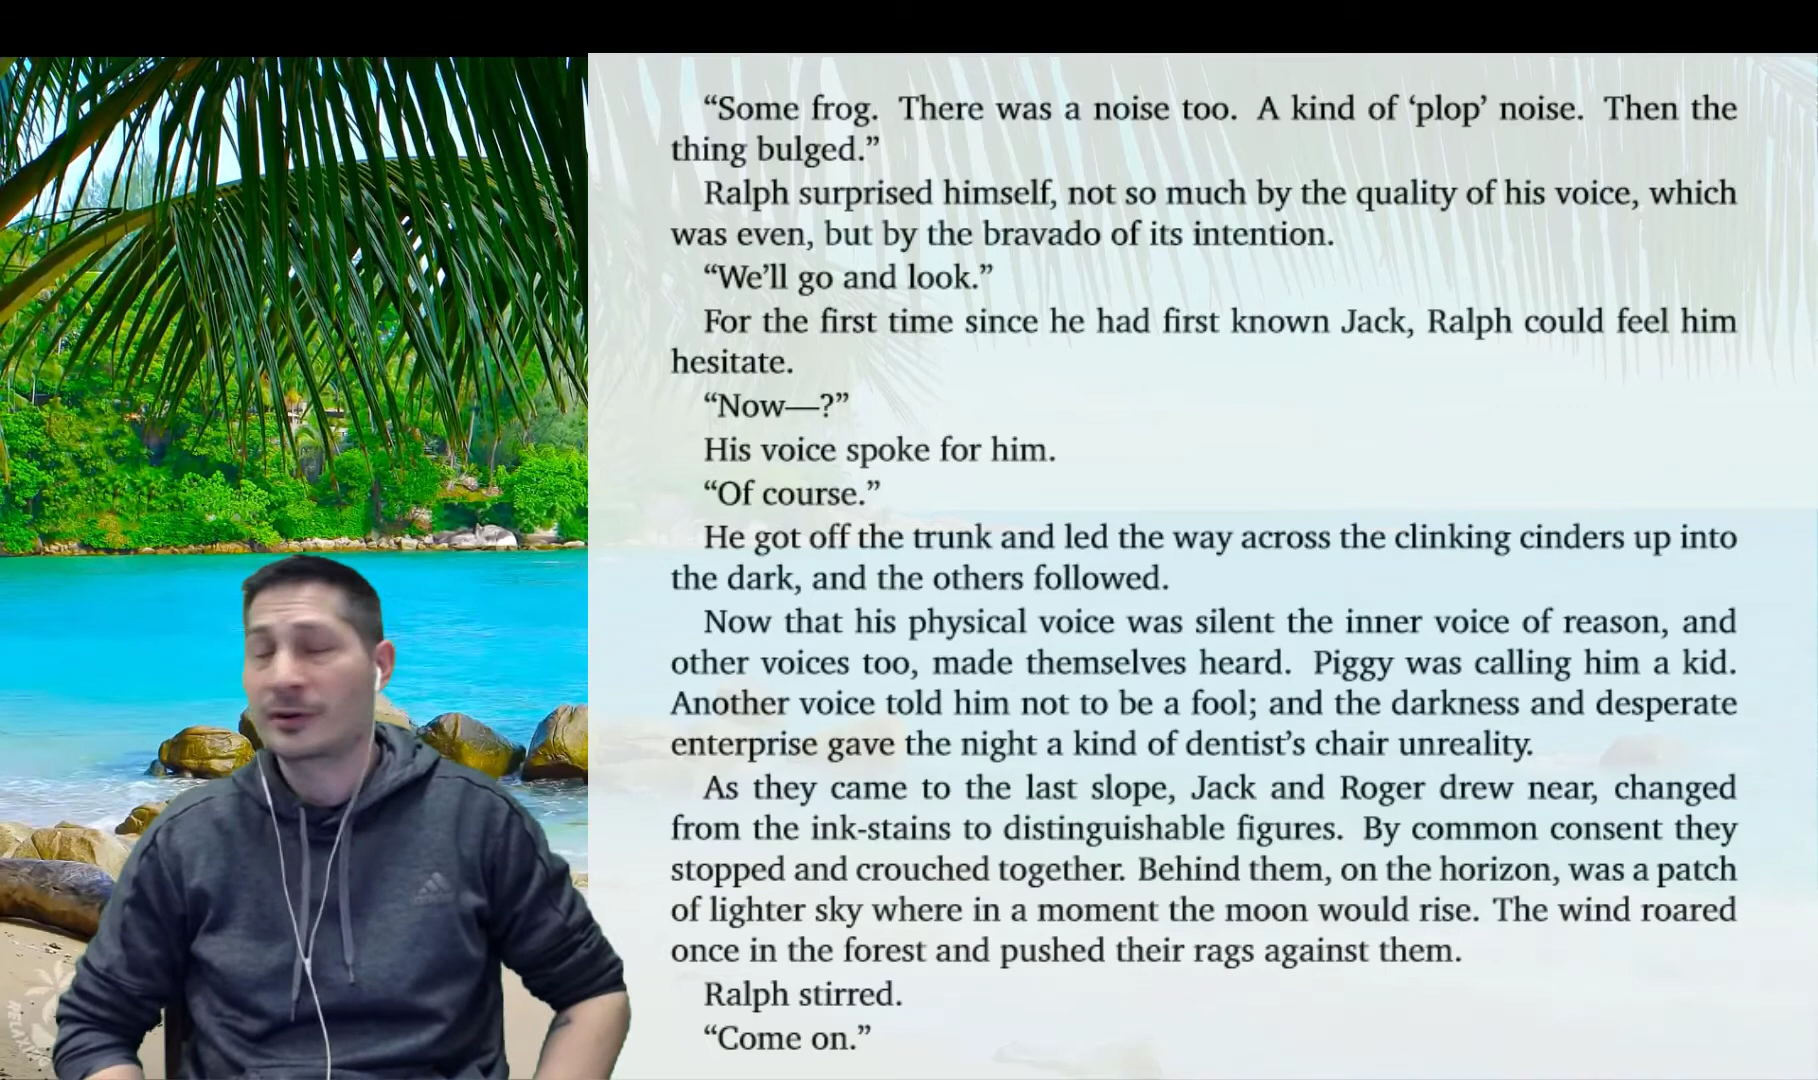 “Some frog. There was a noise too. A kind of ‘plop’ noise. Then the
thing bulged.”
Ralph surprised himself, not so much by the quality of his voice, which
was even, but by the bravado of its intention.
“We’ll go and look.”
For the first time since he had first known Jack, Ralph could feel him
hesitate.
“Now—?”
His voice spoke for him.
“Of course.”
He got off the trunk and led the way across the clinking cinders up into
the dark, and the others followed.
Now that his physical voice was silent the inner voice of reason, and
other voices too, made themselves heard. Piggy was calling him a kid.
Another voice told him not to be a fool; and the darkness and desperate
enterprise gave the night a kind of dentist’s chair unreality.
As they came to the last slope, Jack and Roger drew near, changed
from the ink-stains to distinguishable figures. By common consent they
stopped and crouched together. Behind them, on the horizon, was a patch
of lighter sky where in a moment the moon would rise. The wind roared
once in the forest and pushed their rags against them.
Ralph stirred.
“Come on.”